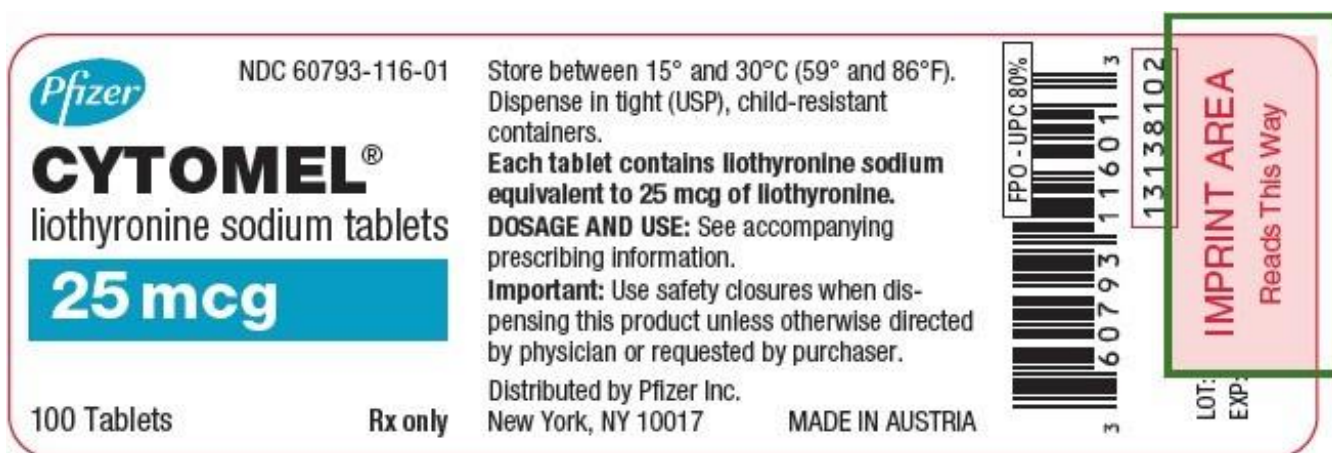 Pfizer
NDC 60793-116-01
CYTOMEL®
liothyronine sodium tablets
25 mcg
100 Tablets
Rx only
Store between 15° and 30°C (59° and 86°F).
Dispense in tight (USP), child-resistant
containers.
Each tablet contains liothyronine sodium
equivalent to 25 mcg of liothyronine.
DOSAGE AND USE: See accompanying
prescribing information.
Important: Use safety closures when dis-
pensing this product unless otherwise directed
by physician or requested by purchaser.
Distributed by Pfizer Inc.
New York, NY 10017
MADE IN AUSTRIA
FPO - UPC 80%
3 60793 11601 3
3
13138102
IMPRINT AREA
Reads This Way
LOT:
EXP: